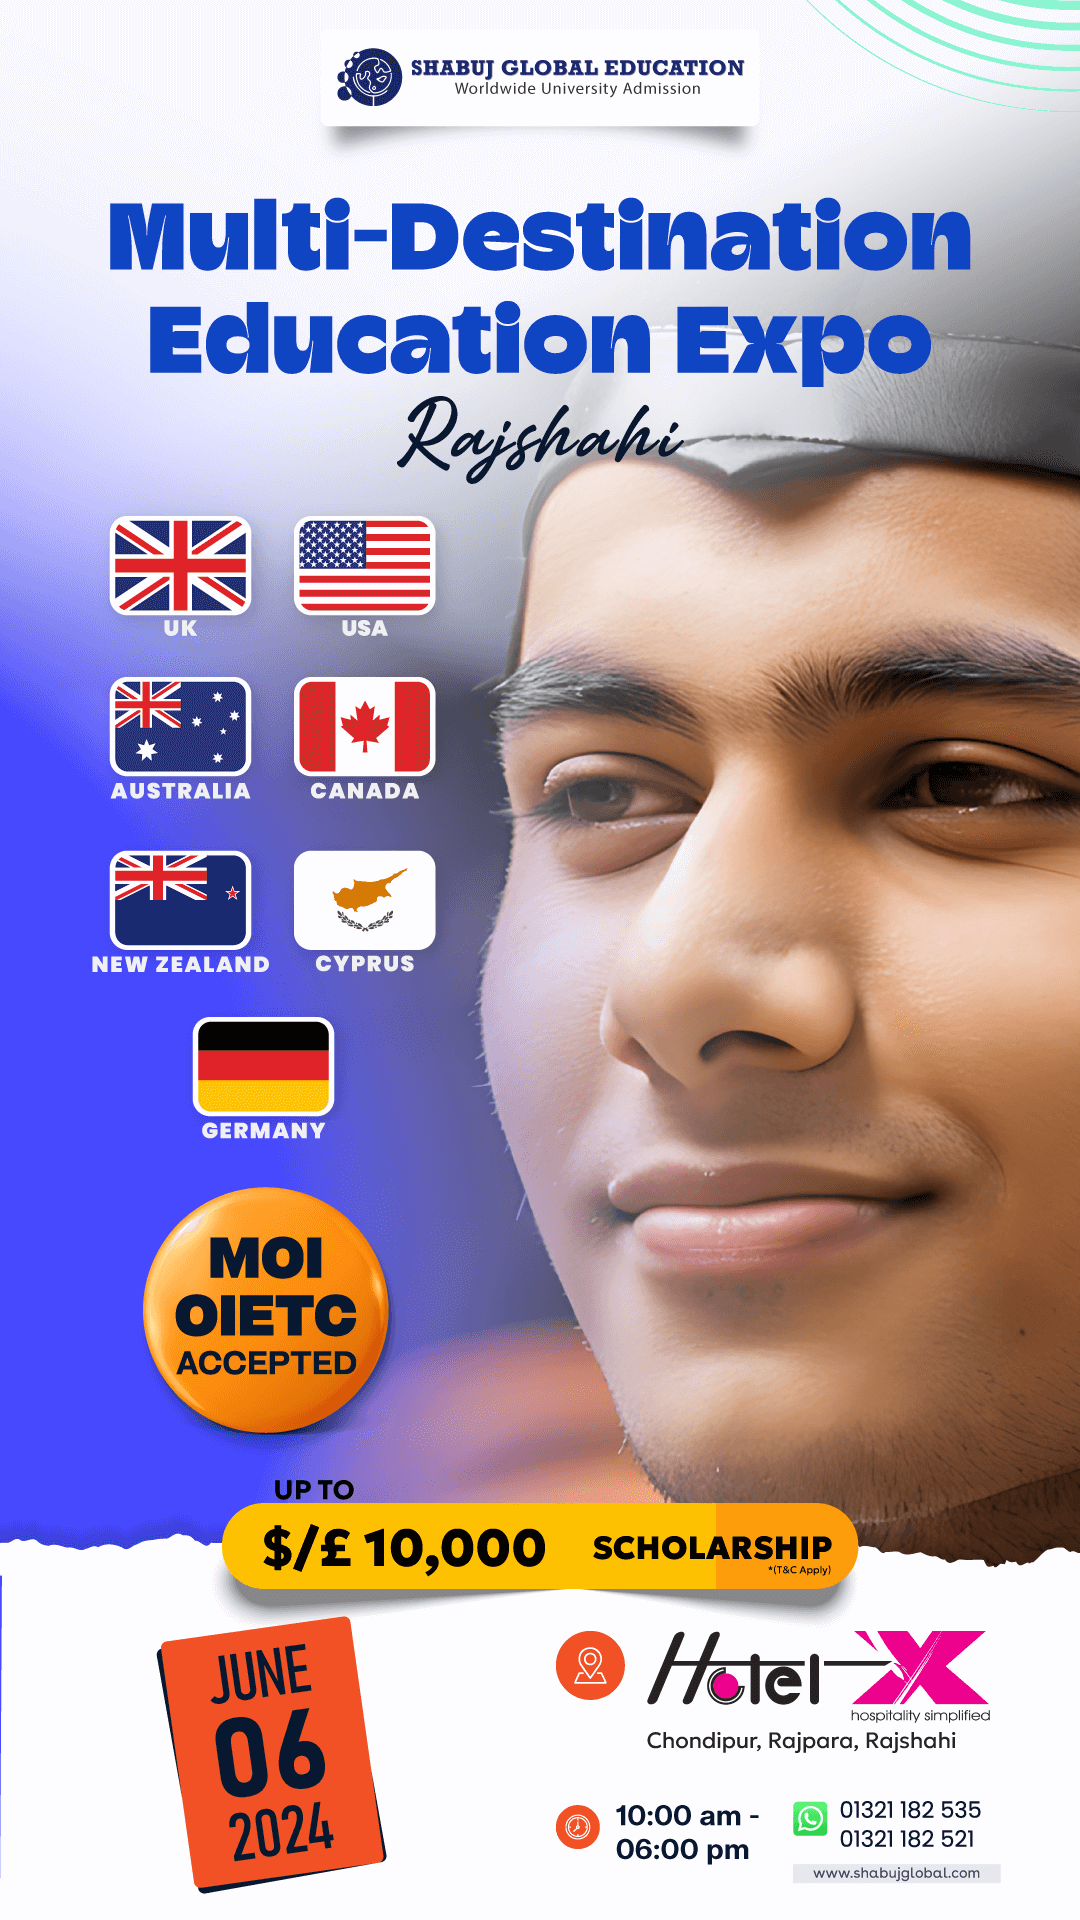 SHABUJ GLOBAL EDUCATION
Worldwide University Admission
Multi-Destination
Education Expo
Rajshahi
UK
USA
AUSTRALIA
CANADA
NEW ZEALAND
CYPRUS
GERMANY
MOI
OIETC
ACCEPTED
UP TO
$/£ 10,000 SCHOLARSHIP
*(T&C Apply)
JUNE
06
2024
Hotel X
hospitality simplified
Chondipur, Rajpara, Rajshahi
10:00 am -
06:00 pm
01321 182 535
01321 182 521
www.shabujglobal.com